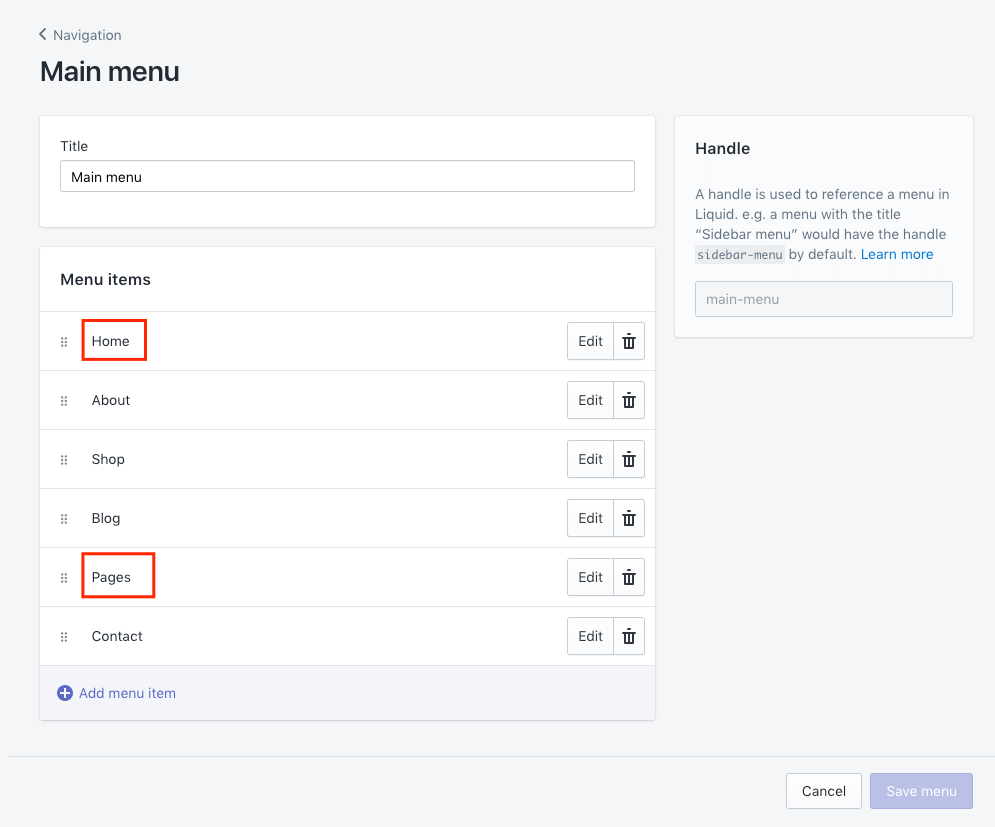 Navigation
Main menu
Title
Main menu
Menu items
Home Edit
About Edit
Shop Edit
Blog Edit
Pages Edit
Contact Edit
Add menu item
Handle
A handle is used to reference a menu in
Liquid. e.g. a menu with the title
“Sidebar menu” would have the handle
sidebar-menu by default. Learn more
main-menu
Cancel Save menu